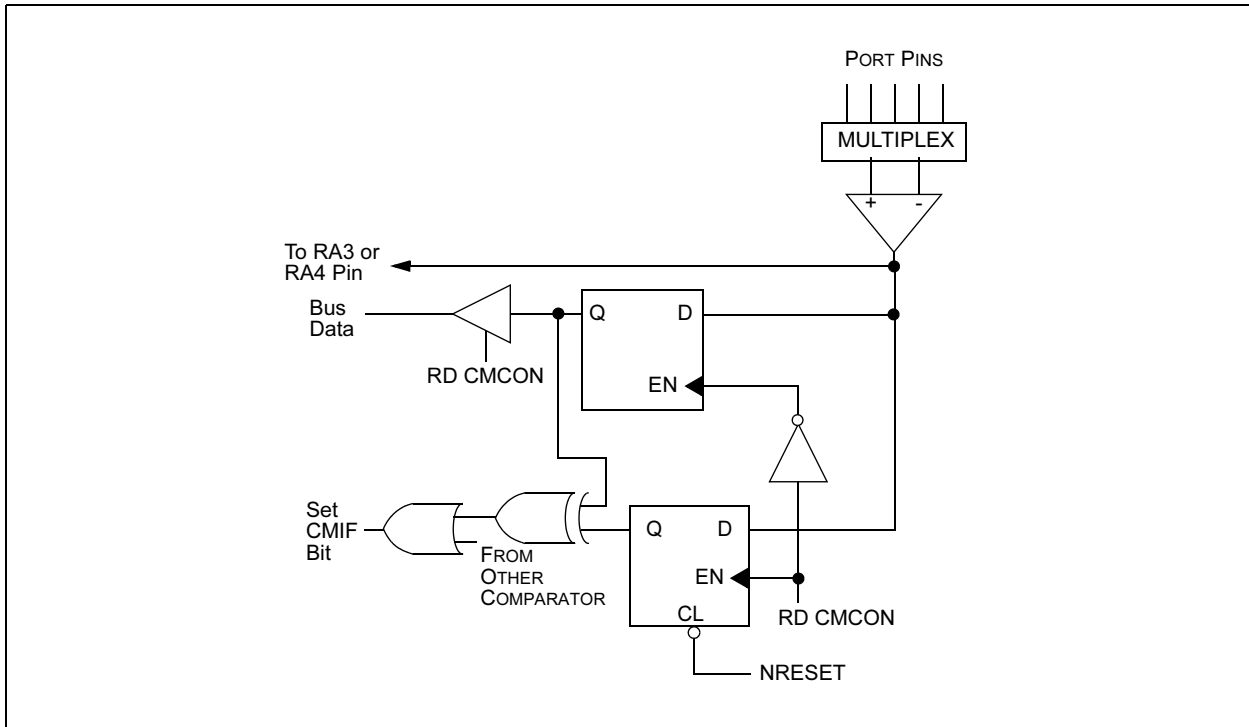 PORT PINS
MULTIPLEX
+ -
To RA3 or
RA4 Pin
Bus
Data
RD CMCON
Q D
EN
Set
CMIF
Bit
FROM
OTHER
COMPARATOR
Q D
EN
CL
RD CMCON
NRESET